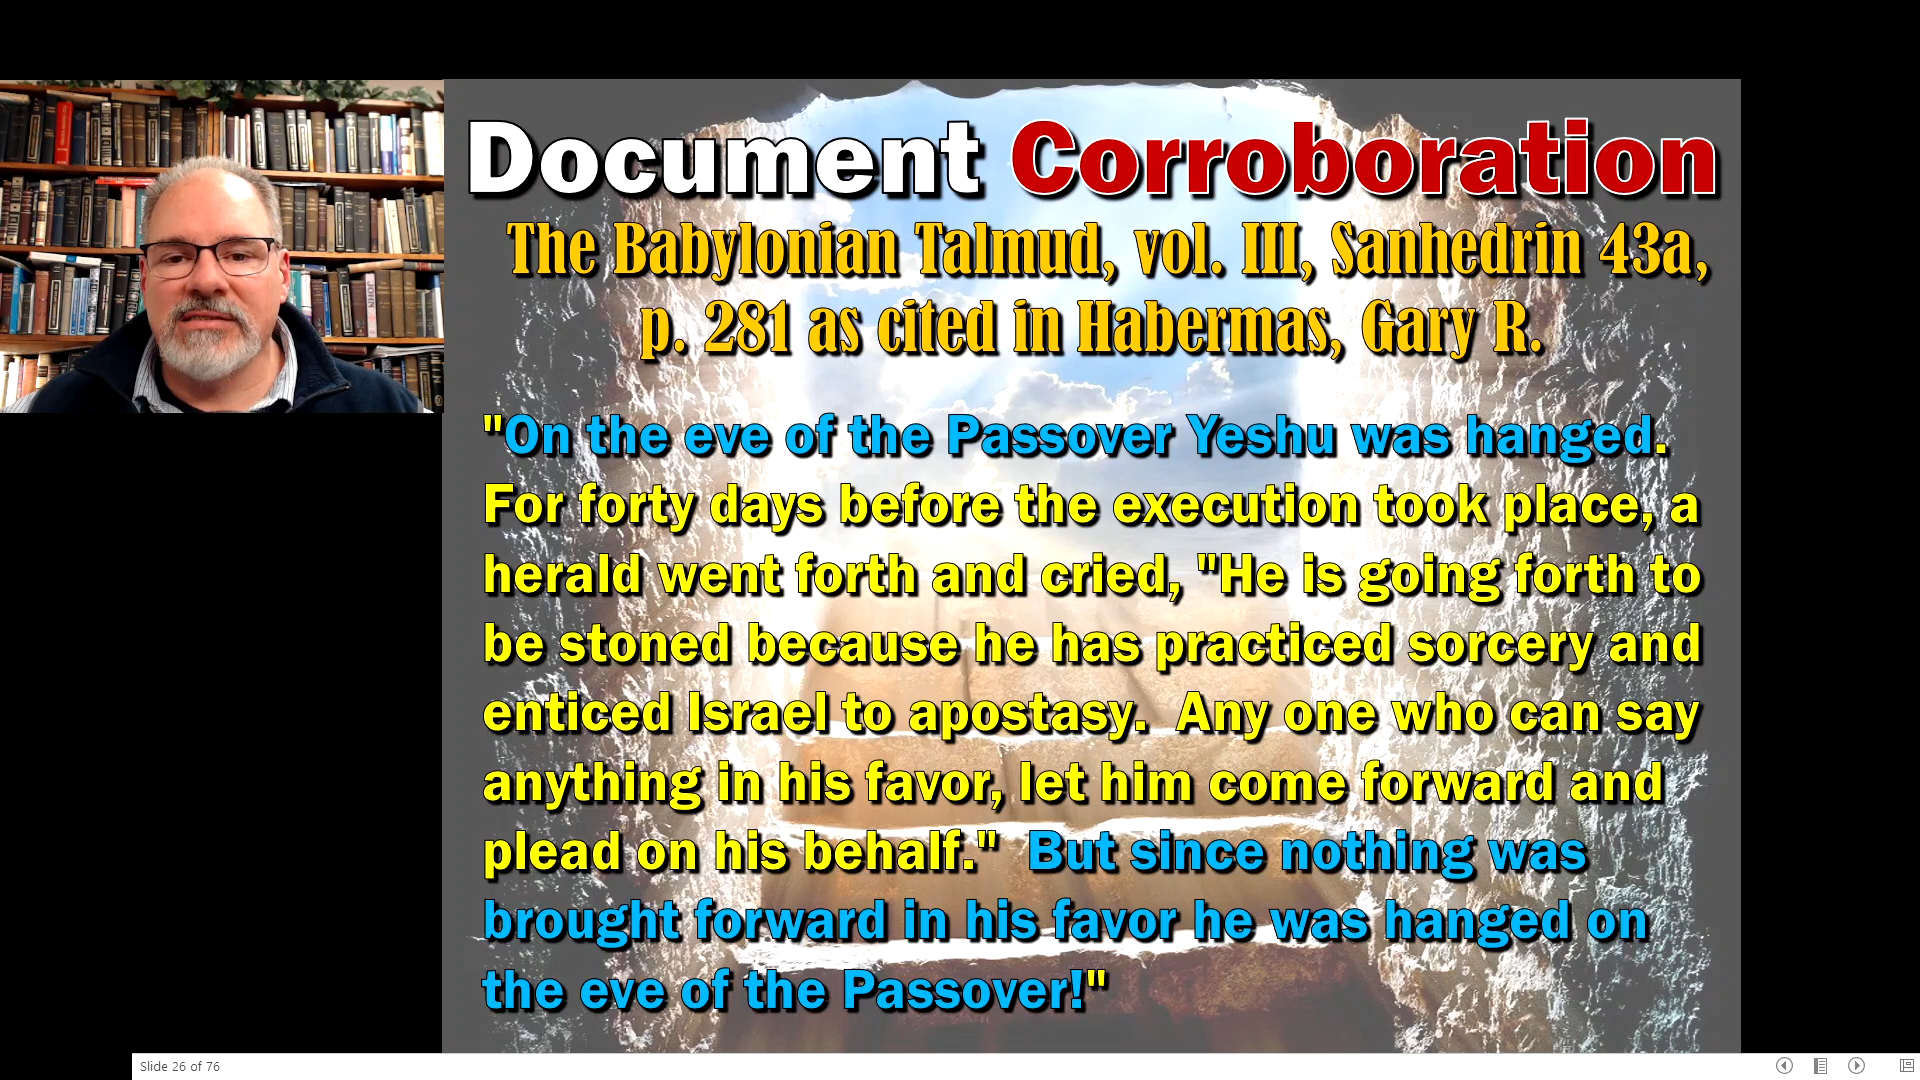 Document Corroboration
The Babylonian Talmud, vol. III, Sanhedrin 43a,
p. 281 as cited in Habermas, Gary R.
"On the eve of the Passover Yeshu was hanged.
For forty days before the execution took place, a
herald went forth and cried, "He is going forth to
be stoned because he has practiced sorcery and
enticed Israel to apostasy.  Any one who can say
anything in his favor, let him come forward and
plead on his behalf."  But since nothing was
brought forward in his favor he was hanged on
the eve of the Passover!"
JOHN
Slide 26 of 76